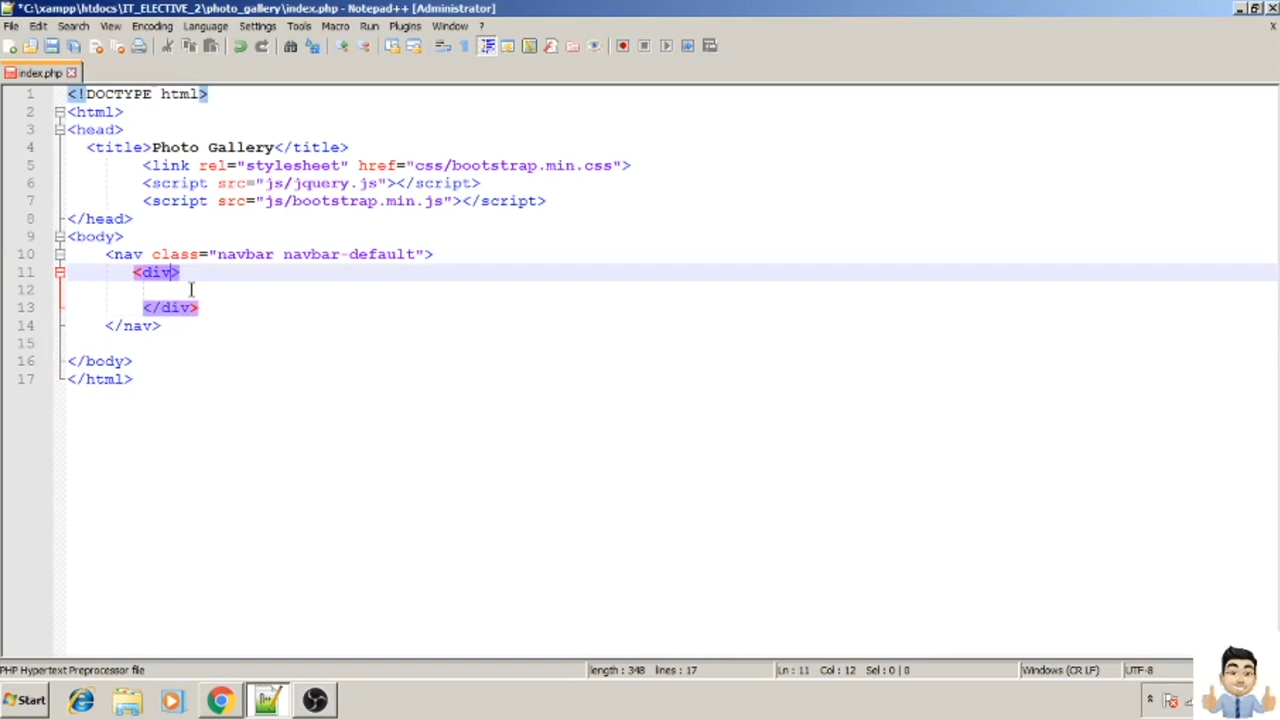 *C:\xampp\htdocs\IT_ELECTIVE_2\photo_gallery\index.php - Notepad++ [Administrator]
File Edit Search View Encoding Language Settings Tools Macro Run Plugins Window ? X
index.php
1 <!DOCTYPE html>
2 <html>
3 <head>
4 <title>Photo Gallery</title>
5 <link rel="stylesheet" href="css/bootstrap.min.css">
6 <script src="js/jquery.js"></script>
7 <script src="js/bootstrap.min.js"></script>
8 </head>
9 <body>
10 <nav class="navbar navbar-default">
11 <div>
12
13 </div>
14 </nav>
15
16 </body>
17 </html>
PHP Hypertext Preprocessor file length : 348 lines : 17 Ln : 11 Col : 12 Sel : 0 | 0 Windows (CR LF) UTF-8
Start